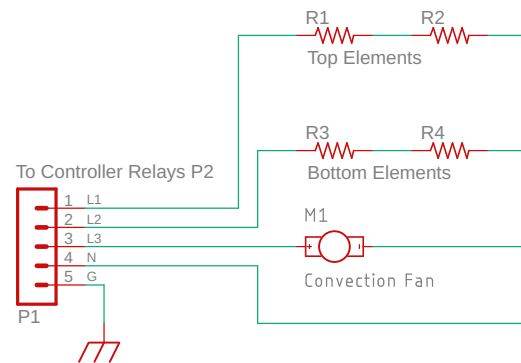 R1 R2
Top Elements
R3 R4
Bottom Elements
To Controller Relays P2
1 L1
2 L2
3 L3
4 N
5 G
P1
M1
+ -
Convection Fan